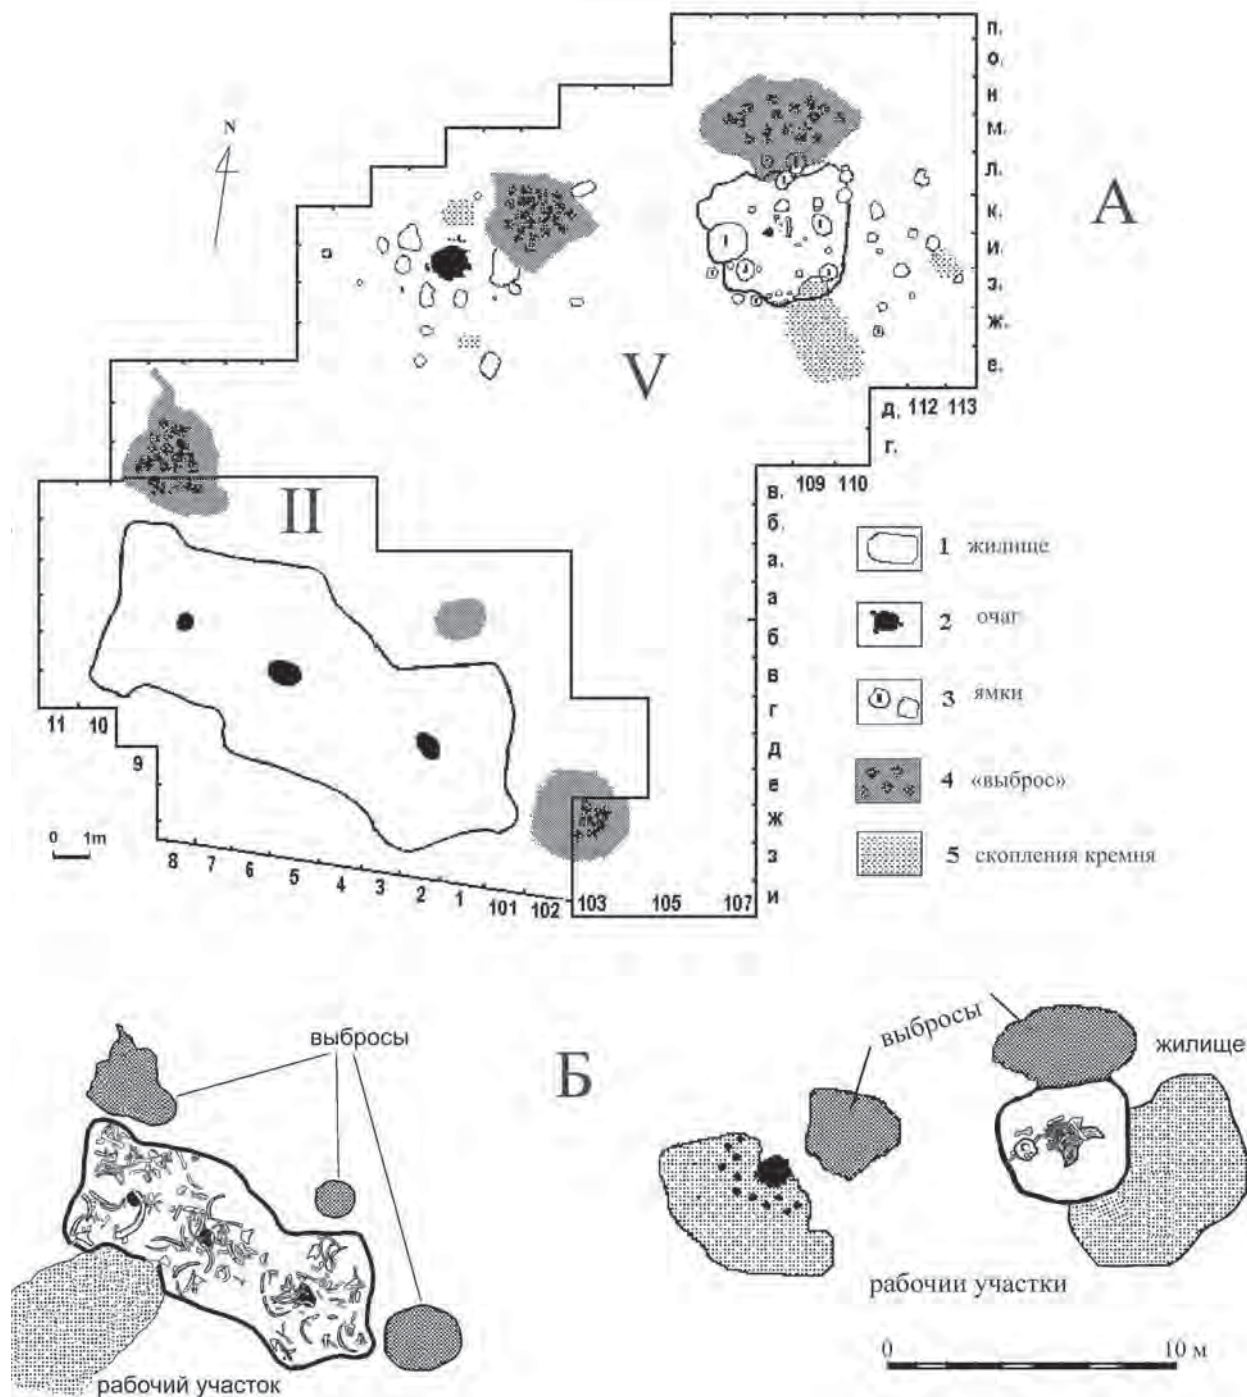 N
А
п.
о.
н
м.
л.
к.
и.
з.
ж.
е.
д. 112 113
г.
109 110
в.
б.
а.
а
б
в
г
д
е
ж
з
и
V
II
11 10
9
8 7 6 5 4 3 2 1 101 102 103 105 107
0 1m
1 жилище
2 очаг
3 ямки
4 «выброс»
5 скопления кремня
Б
выбросы
рабочий участок
выбросы
жилище
рабочии участки
0 10 м